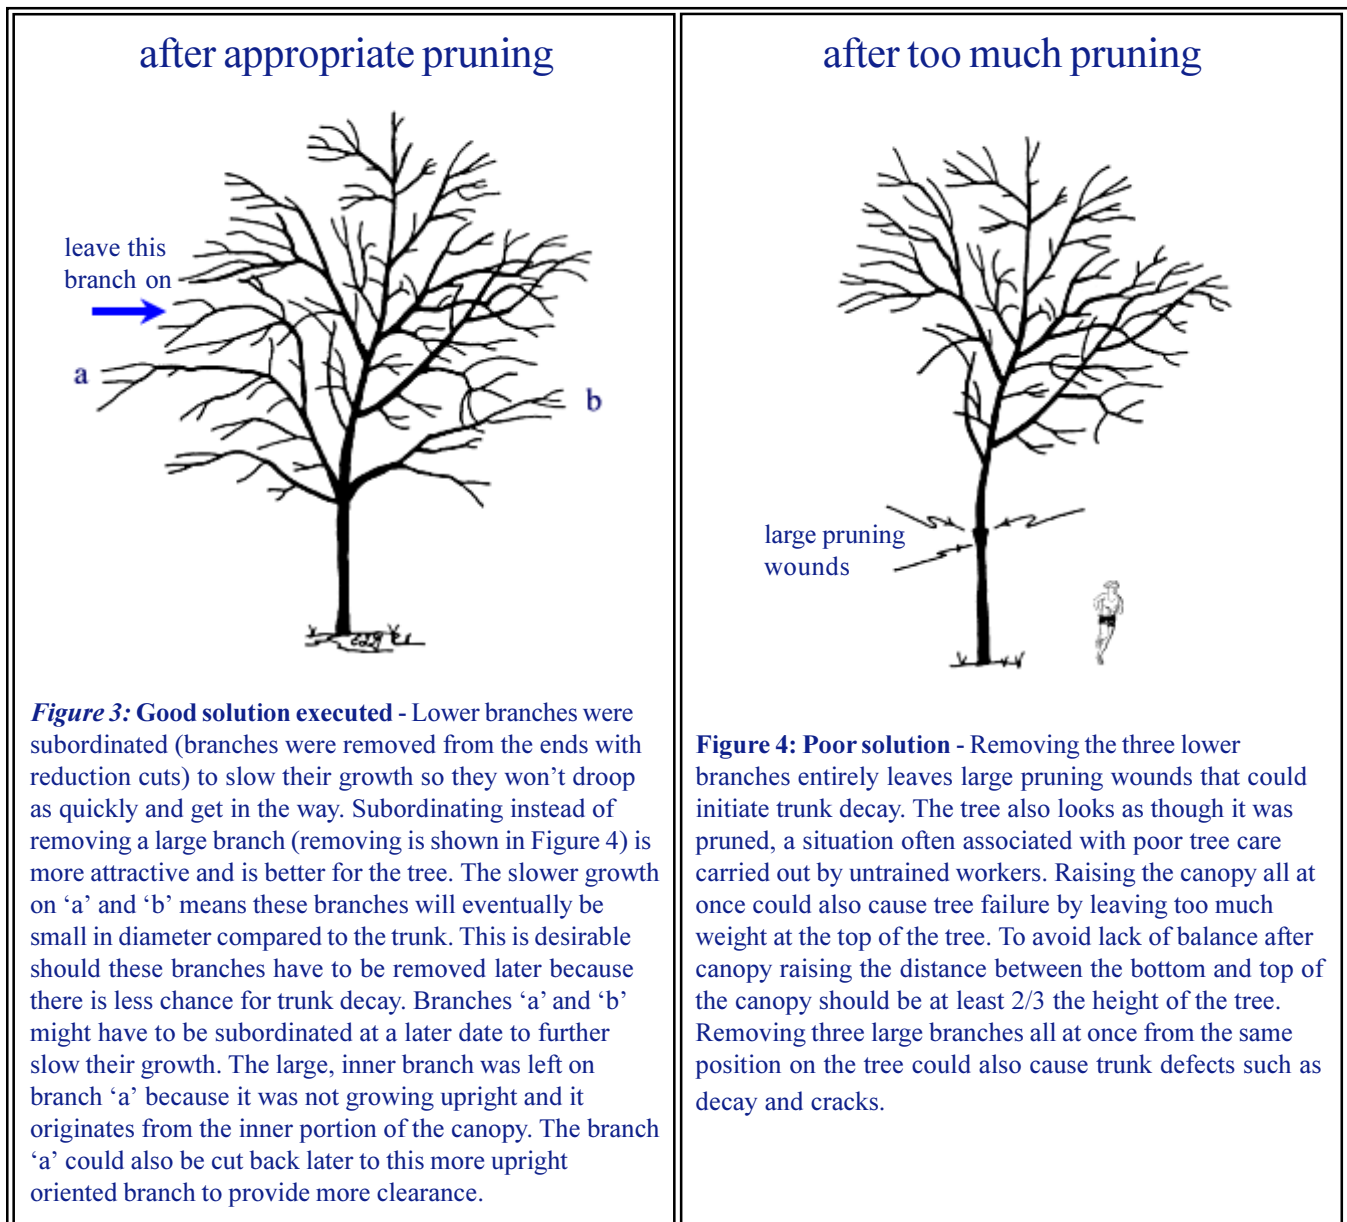 after appropriate pruning
leave this
branch on
a
b
Figure 3: Good solution executed - Lower branches were
subordinated (branches were removed from the ends with
reduction cuts) to slow their growth so they won’t droop
as quickly and get in the way. Subordinating instead of
removing a large branch (removing is shown in Figure 4) is
more attractive and is better for the tree. The slower growth
on ‘a’ and ‘b’ means these branches will eventually be
small in diameter compared to the trunk. This is desirable
should these branches have to be removed later because
there is less chance for trunk decay. Branches ‘a’ and ‘b’
might have to be subordinated at a later date to further
slow their growth. The large, inner branch was left on
branch ‘a’ because it was not growing upright and it
originates from the inner portion of the canopy. The branch
‘a’ could also be cut back later to this more upright
oriented branch to provide more clearance.
after too much pruning
large pruning
wounds
Figure 4: Poor solution - Removing the three lower
branches entirely leaves large pruning wounds that could
initiate trunk decay. The tree also looks as though it was
pruned, a situation often associated with poor tree care
carried out by untrained workers. Raising the canopy all at
once could also cause tree failure by leaving too much
weight at the top of the tree. To avoid lack of balance after
canopy raising the distance between the bottom and top of
the canopy should be at least 2/3 the height of the tree.
Removing three large branches all at once from the same
position on the tree could also cause trunk defects such as
decay and cracks.